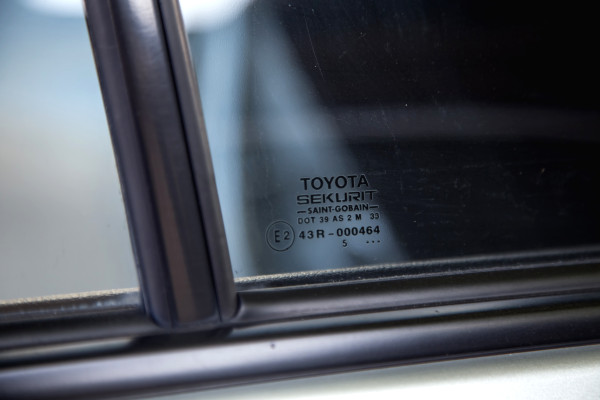 TOYOTA
SEKURIT
SAINT-GOBAIN
DOT 39 AS 2 M 33
E2 43R-000464
5 ...